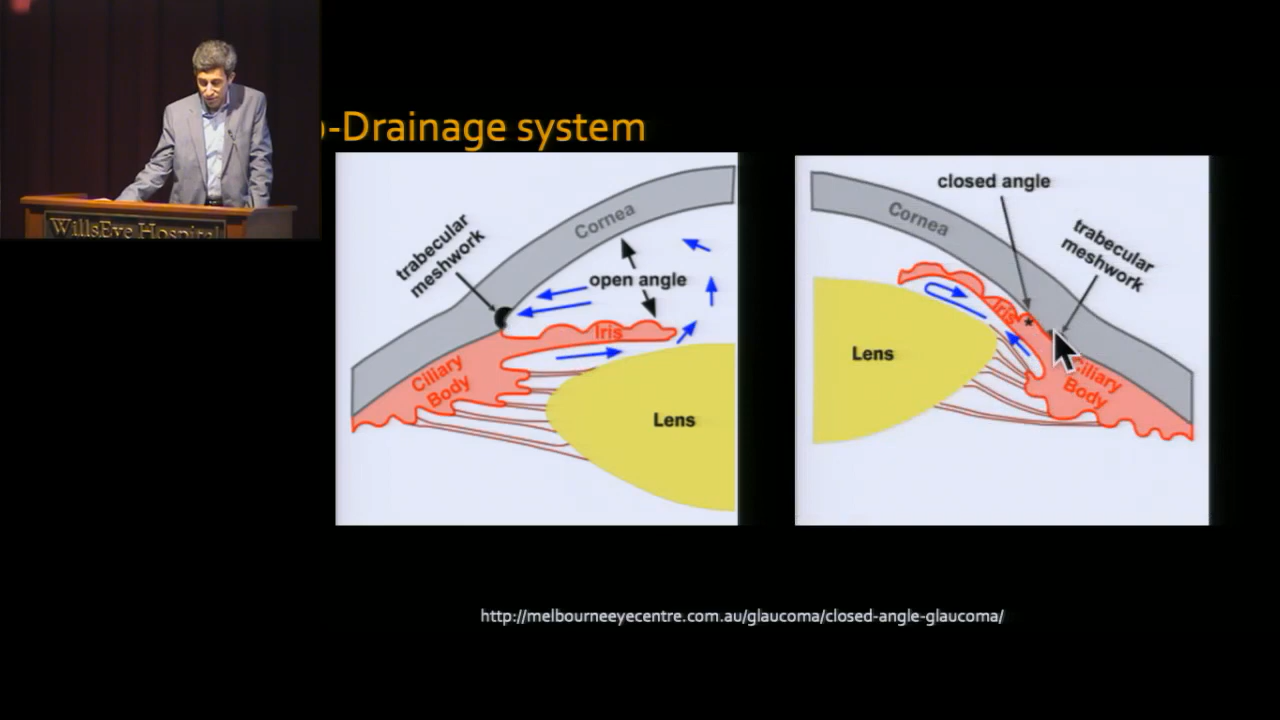 -Drainage system
WillsEye Hospital
trabecular
meshwork
Cornea
open angle
Iris
Ciliary
Body
Lens
closed angle
Cornea
trabecular
meshwork
Iris
Lens
Ciliary
Body
http://melbourneeyecentre.com.au/glaucoma/closed-angle-glaucoma/